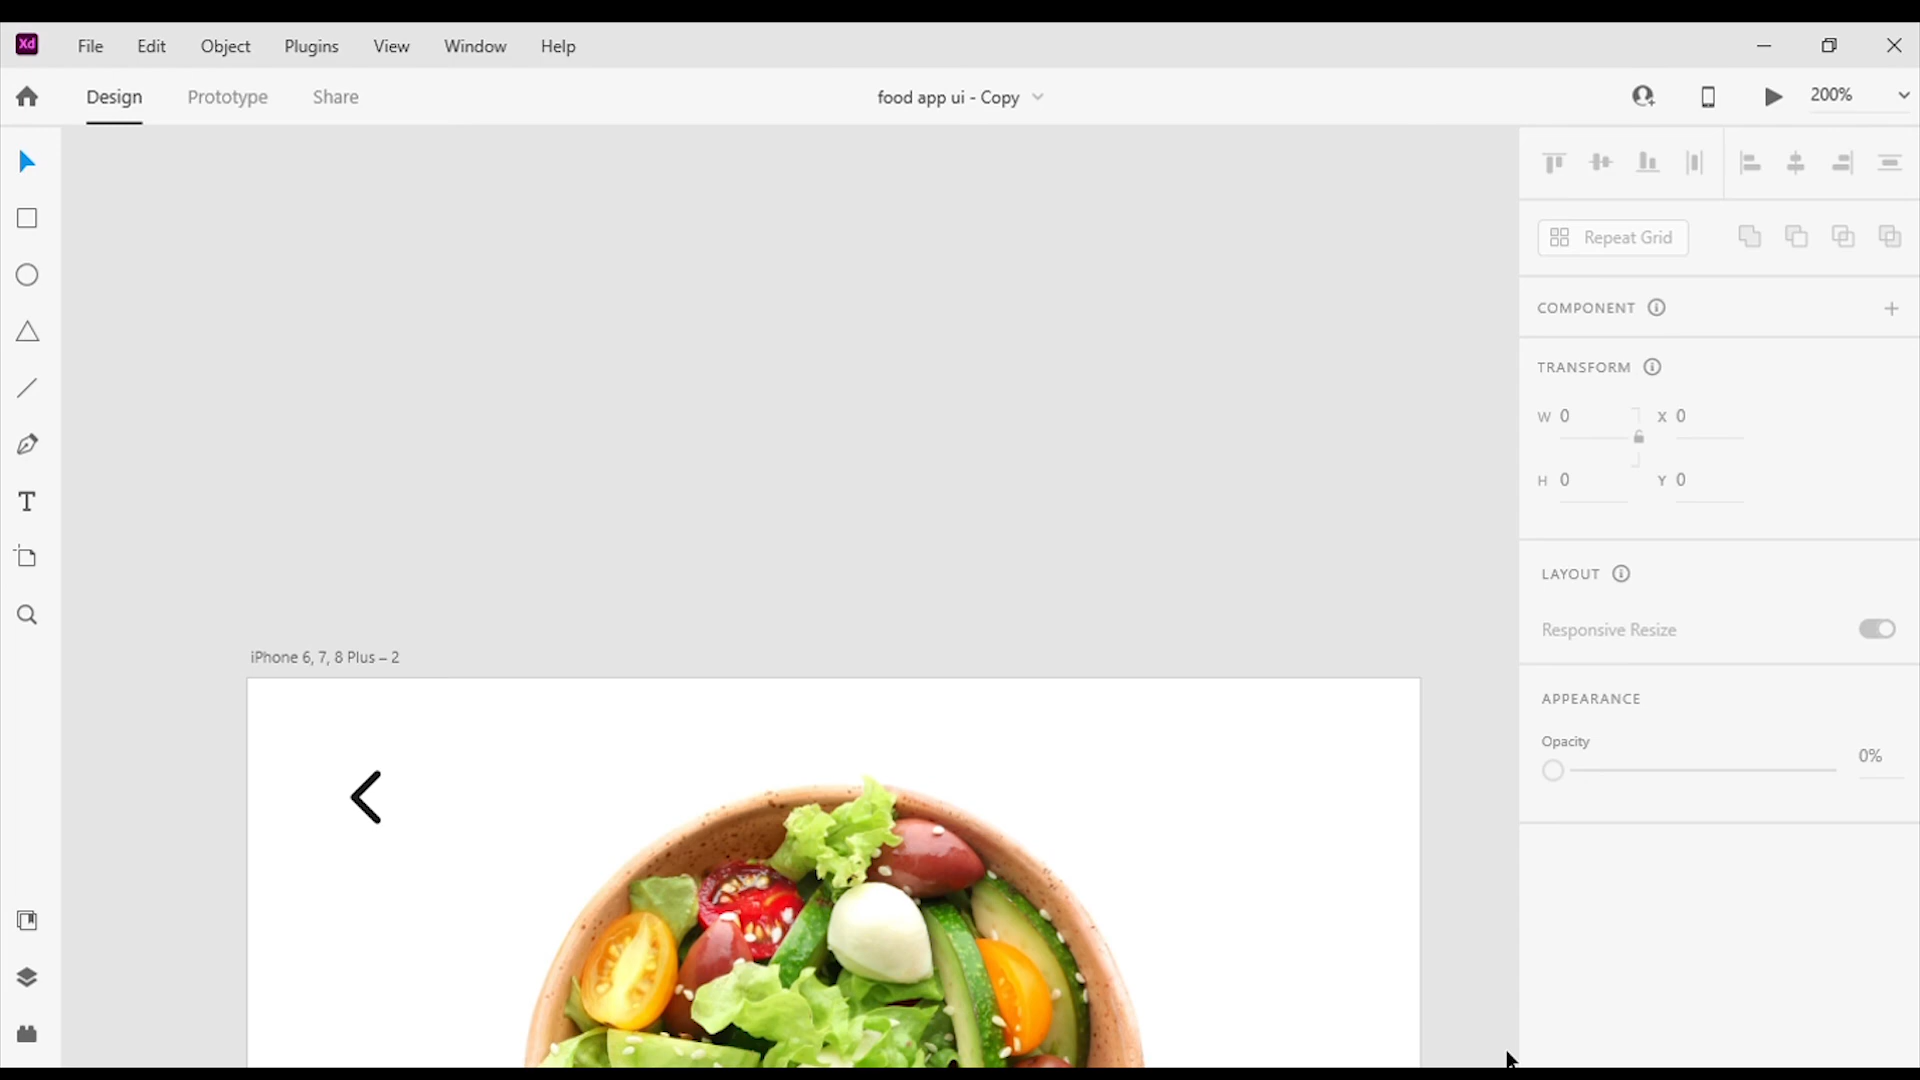 Xd File Edit Object Plugins View Window Help
Design Prototype Share food app ui - Copy 200%
Repeat Grid
COMPONENT
TRANSFORM
W 0 X 0
H 0 Y 0
LAYOUT
Responsive Resize
iPhone 6, 7, 8 Plus – 2
APPEARANCE
Opacity
0%